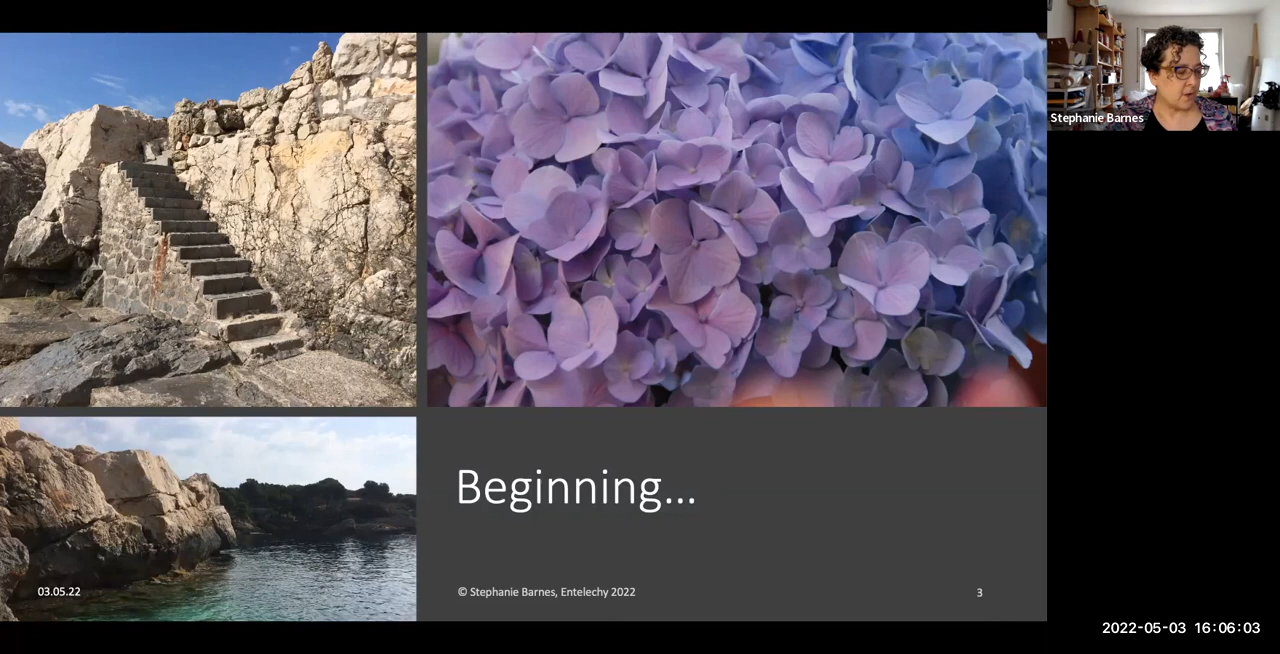 Stephanie Barnes
Beginning...
03.05.22
© Stephanie Barnes, Entelechy 2022
3
2022-05-03 16:06:03